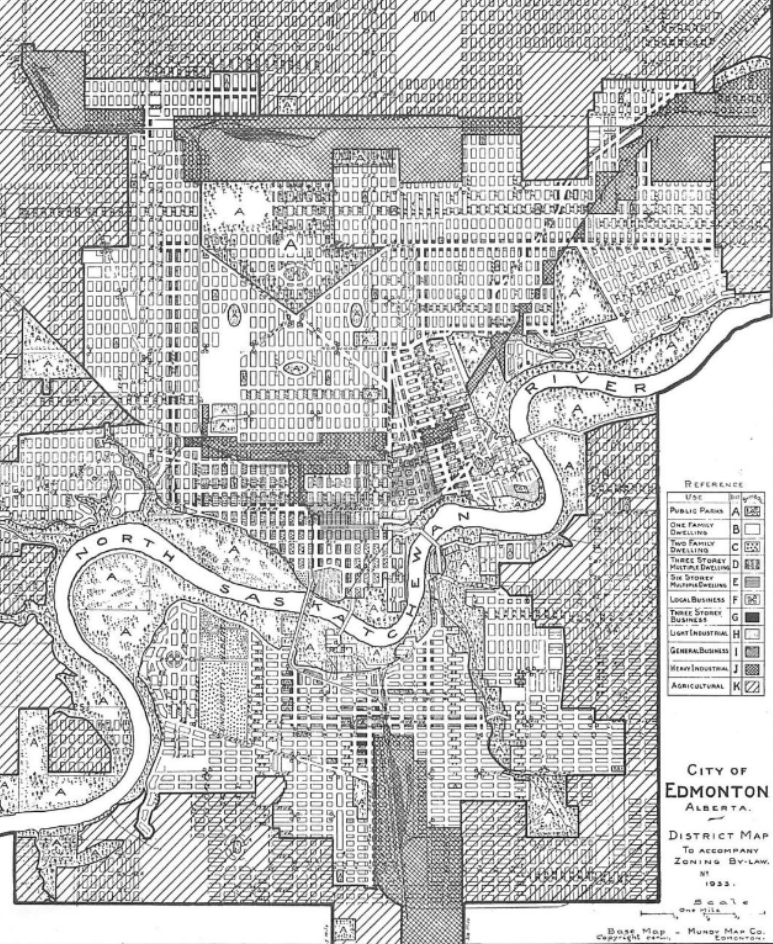 A
A
A
A
A
A
A
RIVER
A
A
NORTH SASKATCHEWAN
A
A
A
A
A
A
A
A
A
REFERENCE
USE
PUBLIC PARKS A
ONE FAMILY DWELLING B
TWO FAMILY DWELLING C
THREE STOREY MULTIPLE DWELLING D
SIX STOREY MULTIPLE DWELLING E
LOCAL BUSINESS F
THREE STOREY BUSINESS G
LIGHT INDUSTRIAL H
GENERAL BUSINESS I
HEAVY INDUSTRIAL J
AGRICULTURAL K
CITY OF
EDMONTON
ALBERTA.
DISTRICT MAP
TO ACCOMPANY
ZONING BY-LAW.
Nº
1933.
Scale
One Mile
Base Map - MUNDY MAP CO.
Copyright
EDMONTON.